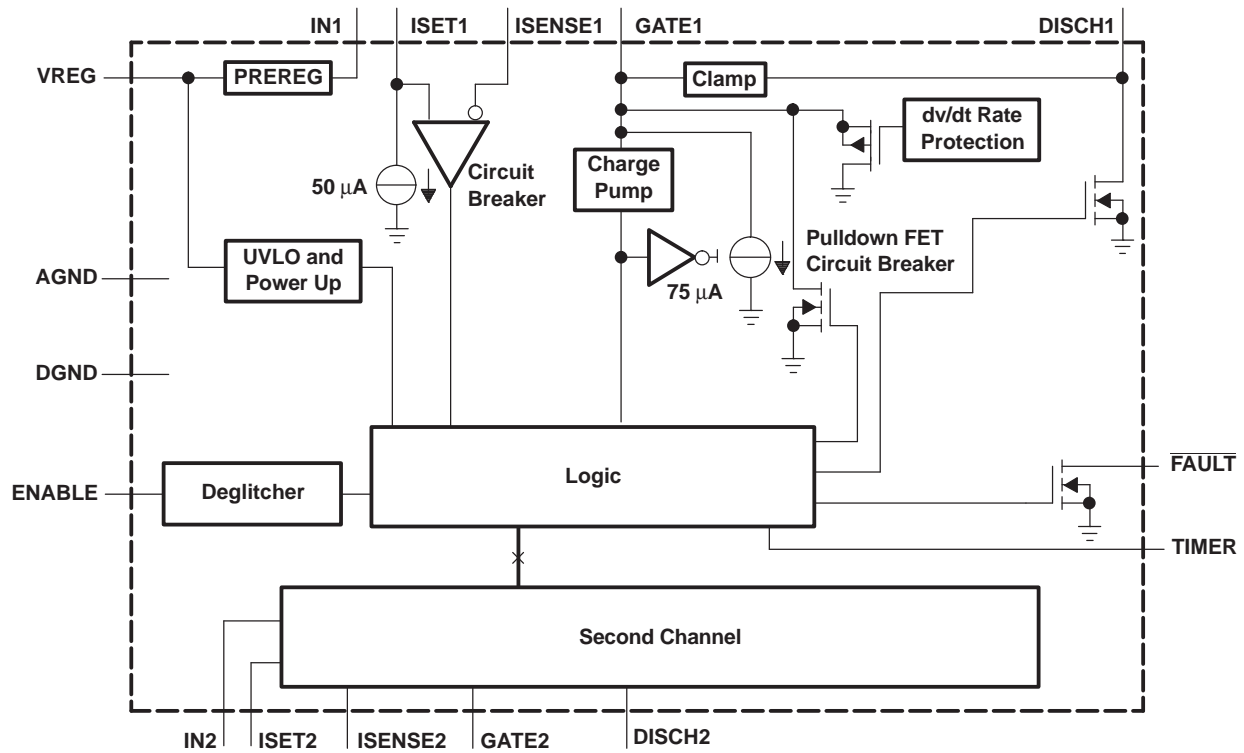 IN1
ISET1
ISENSE1
GATE1
DISCH1
VREG
PREREG
Clamp
dv/dt Rate
Protection
50 μA
Circuit
Breaker
Charge
Pump
UVLO and
Power Up
75 μA
Pulldown FET
Circuit Breaker
AGND
DGND
ENABLE
Deglitcher
Logic
FAULT
TIMER
Second Channel
IN2
ISET2
ISENSE2
GATE2
DISCH2